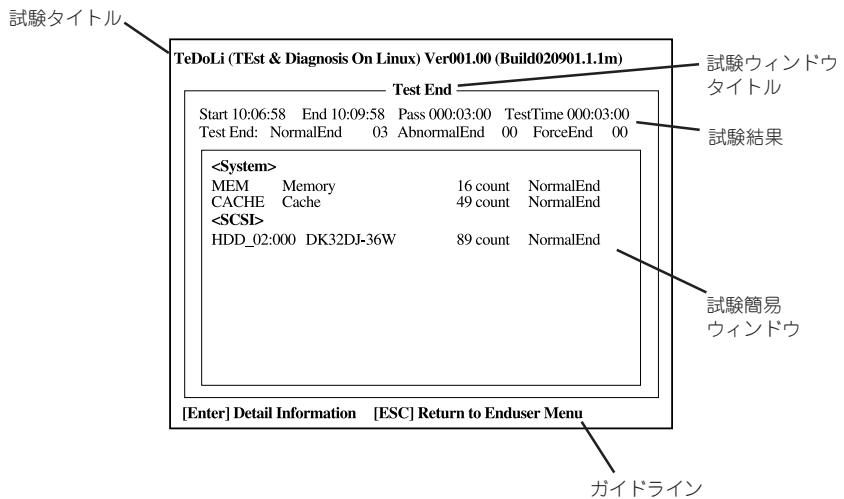 試験タイトル
TeDoLi (TEst & Diagnosis On Linux) Ver001.00 (Build020901.1.1m)
試験ウィンドウ
タイトル
Test End
Start 10:06:58 End 10:09:58 Pass 000:03:00 TestTime 000:03:00
Test End: NormalEnd 03 AbnormalEnd 00 ForceEnd 00
試験結果
<System>
MEM Memory 16 count NormalEnd
CACHE Cache 49 count NormalEnd
<SCSI>
HDD_02:000 DK32DJ-36W 89 count NormalEnd
試験簡易
ウィンドウ
[Enter] Detail Information [ESC] Return to Enduser Menu
ガイドライン